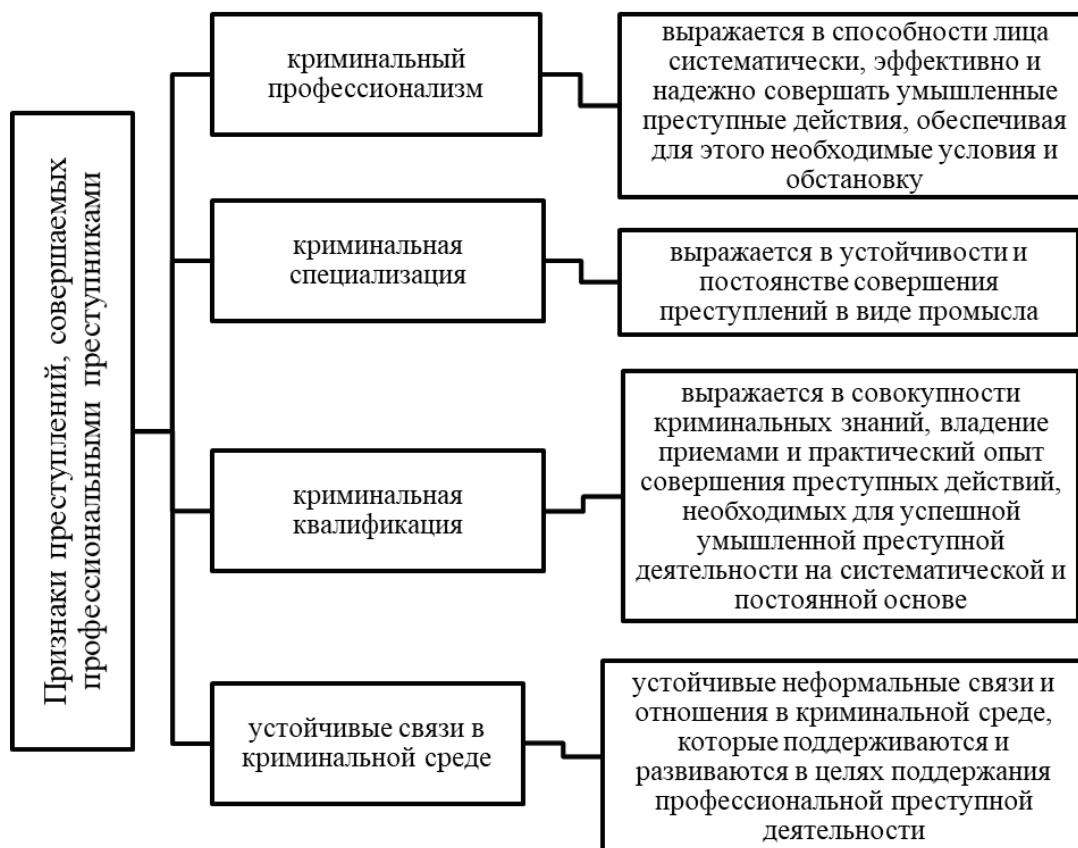 Признаки преступлений, совершаемых
профессиональными преступниками
криминальный
профессионализм
выражается в способности лица
систематически, эффективно и
надежно совершать умышленные
преступные действия, обеспечивая
для этого необходимые условия и
обстановку
криминальная
специализация
выражается в устойчивости и
постоянстве совершения
преступлений в виде промысла
криминальная
квалификация
выражается в совокупности
криминальных знаний, владение
приемами и практический опыт
совершения преступных действий,
необходимых для успешной
умышленной преступной
деятельности на систематической и
постоянной основе
устойчивые связи в
криминальной среде
устойчивые неформальные связи и
отношения в криминальной среде,
которые поддерживаются и
развиваются в целях поддержания
профессиональной преступной
деятельности